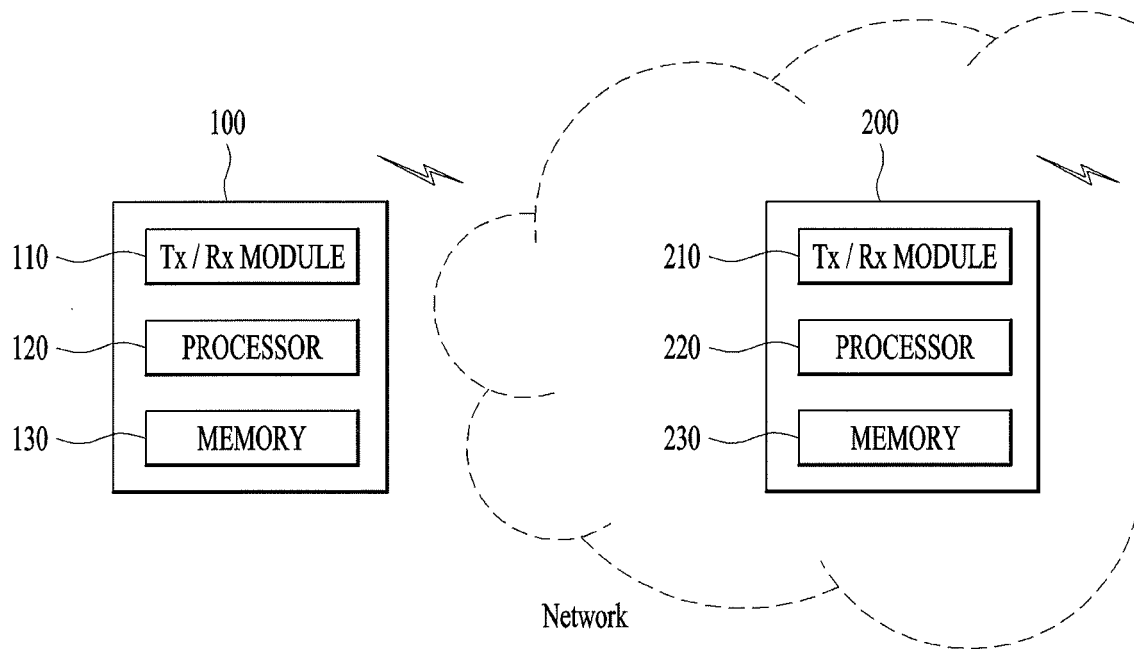 100
200
110
Tx / Rx MODULE
210
Tx / Rx MODULE
120
PROCESSOR
220
PROCESSOR
130
MEMORY
230
MEMORY
Network